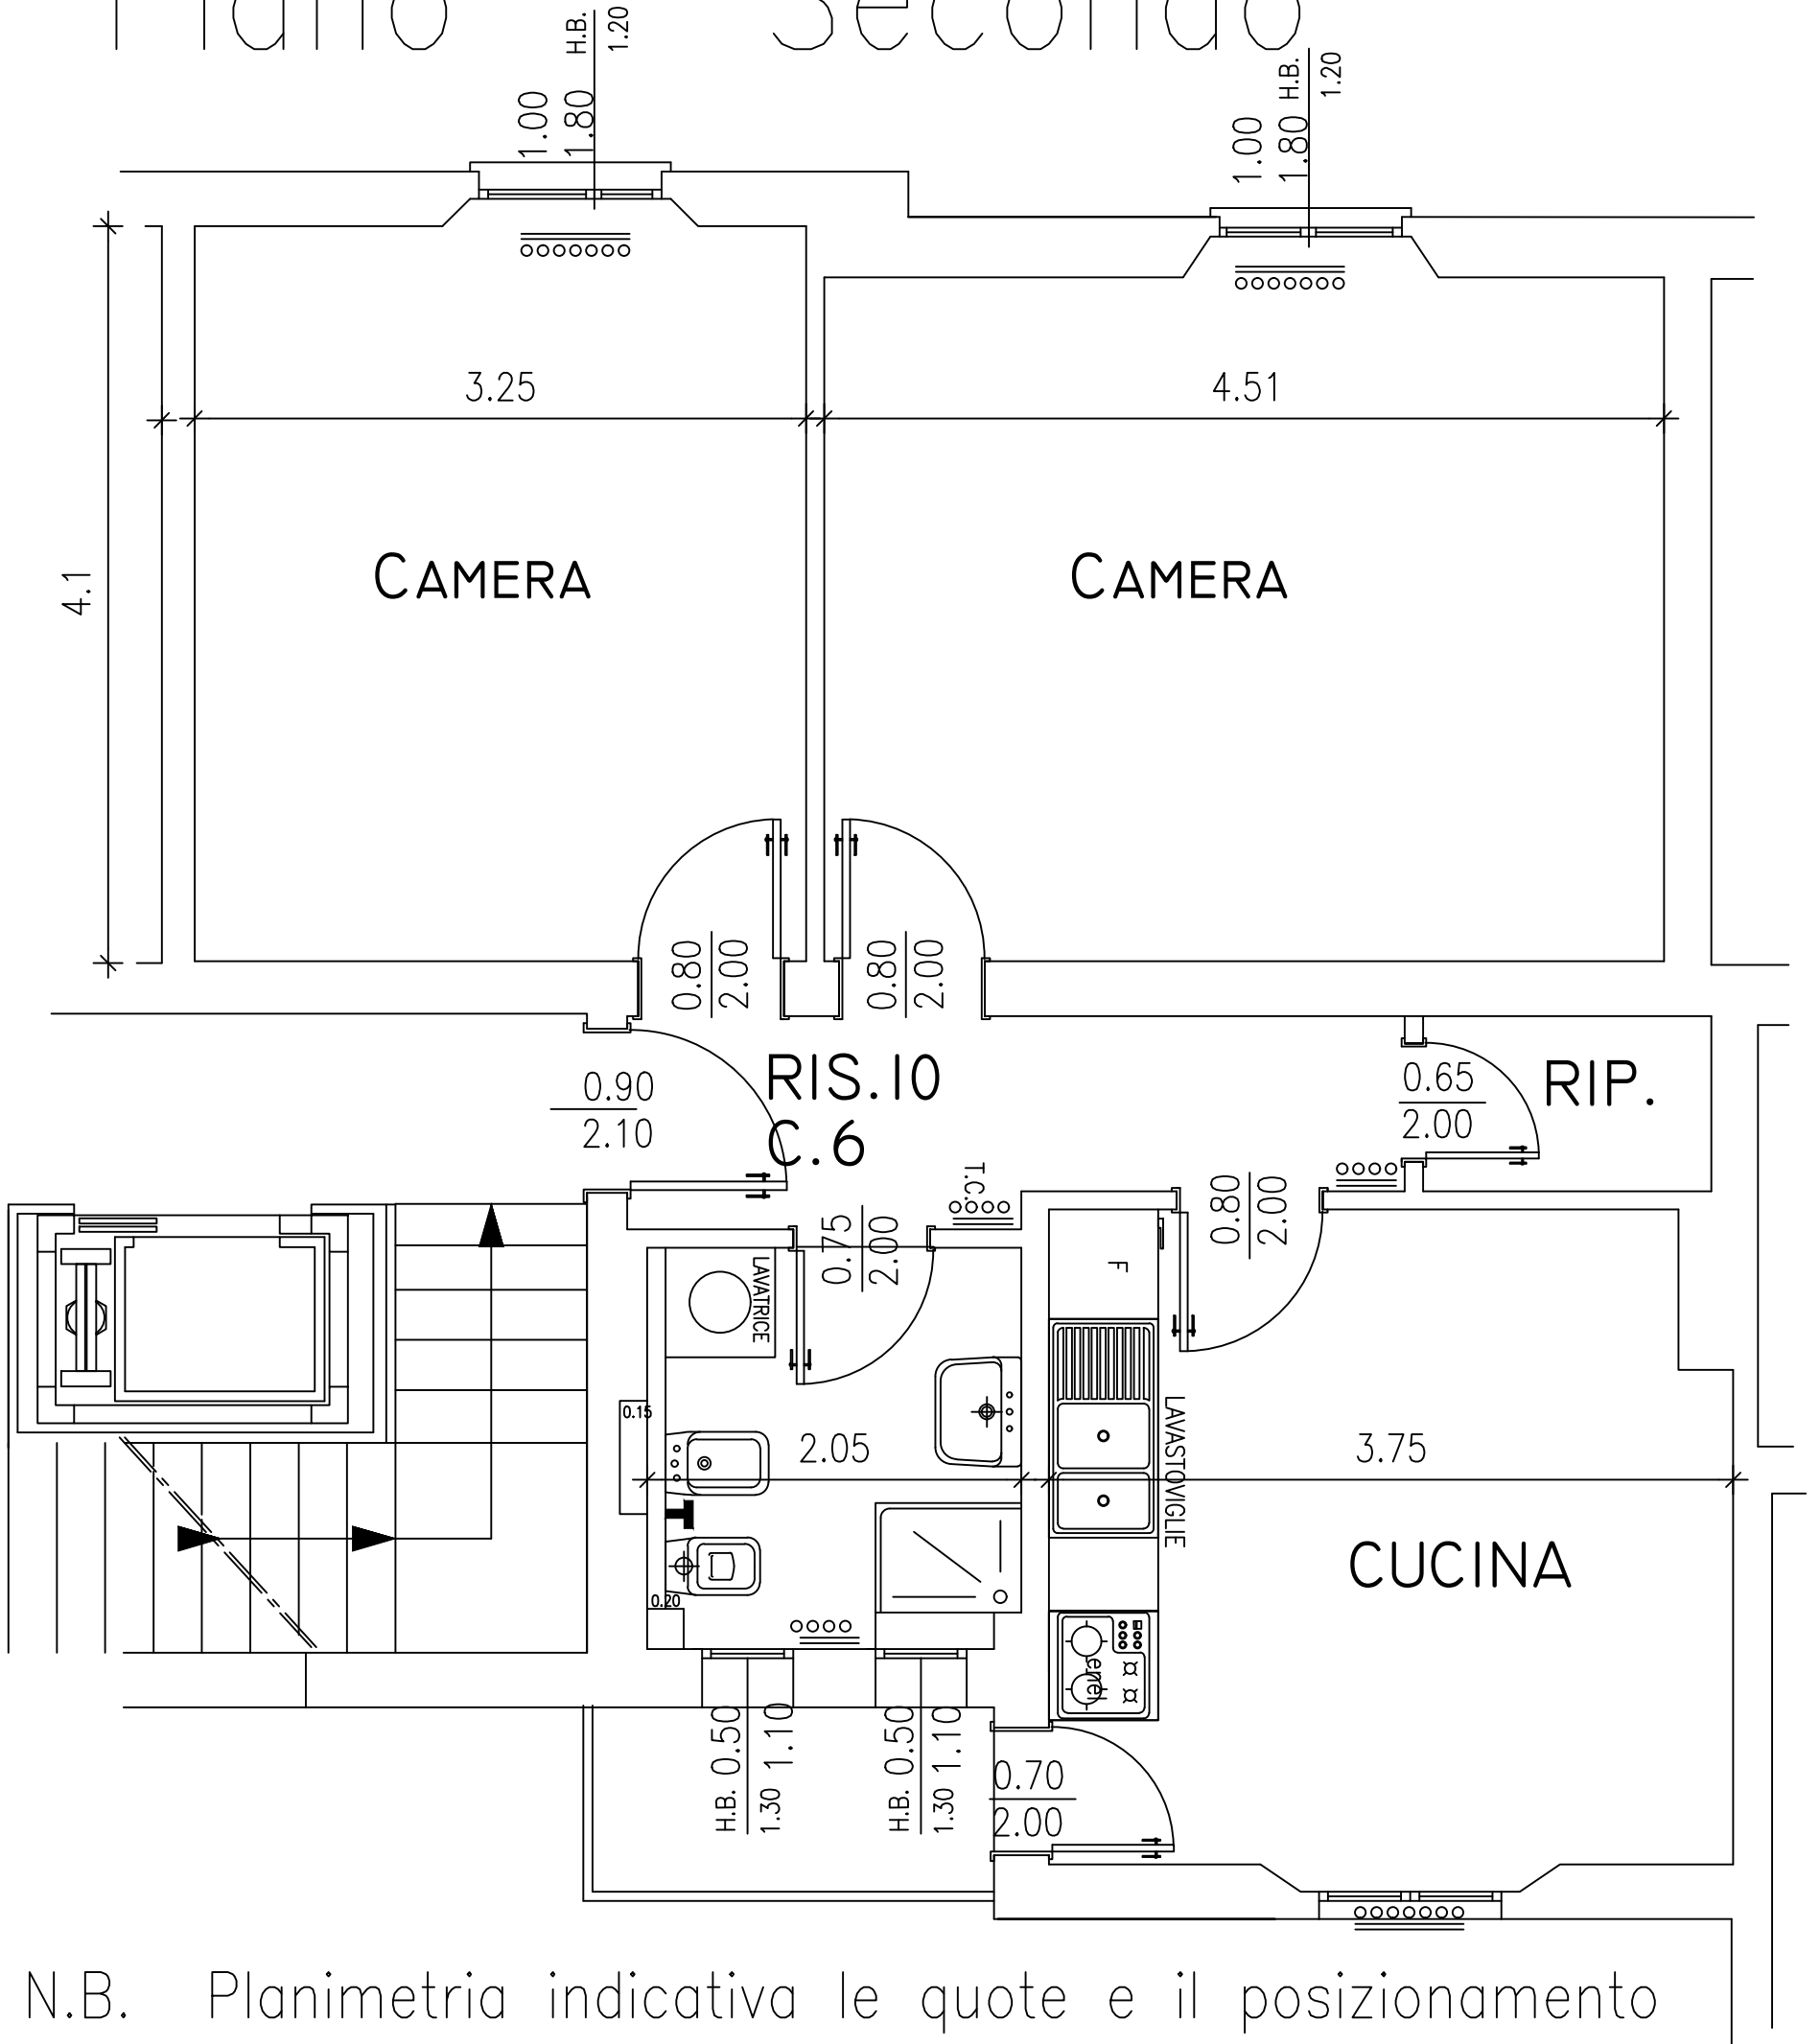 Piano Secondo
H.B. 1.20
1.00
1.80
H.B. 1.20
1.00
1.80
3.25
4.51
4.1
CAMERA
CAMERA
0.80
2.00
0.80
2.00
RIS.10
C.6
0.90
2.10
0.65
2.00
RIP.
T.C.
0.75
2.00
0.80
2.00
LAVATRICE
F
0.15
2.05
LAVASTOVIGLIE
3.75
CUCINA
0.20
enel
H.B. 0.50
1.30 1.10
H.B. 0.50
1.30 1.10
0.70
2.00
N.B. Planimetria indicativa le quote e il posizionamento